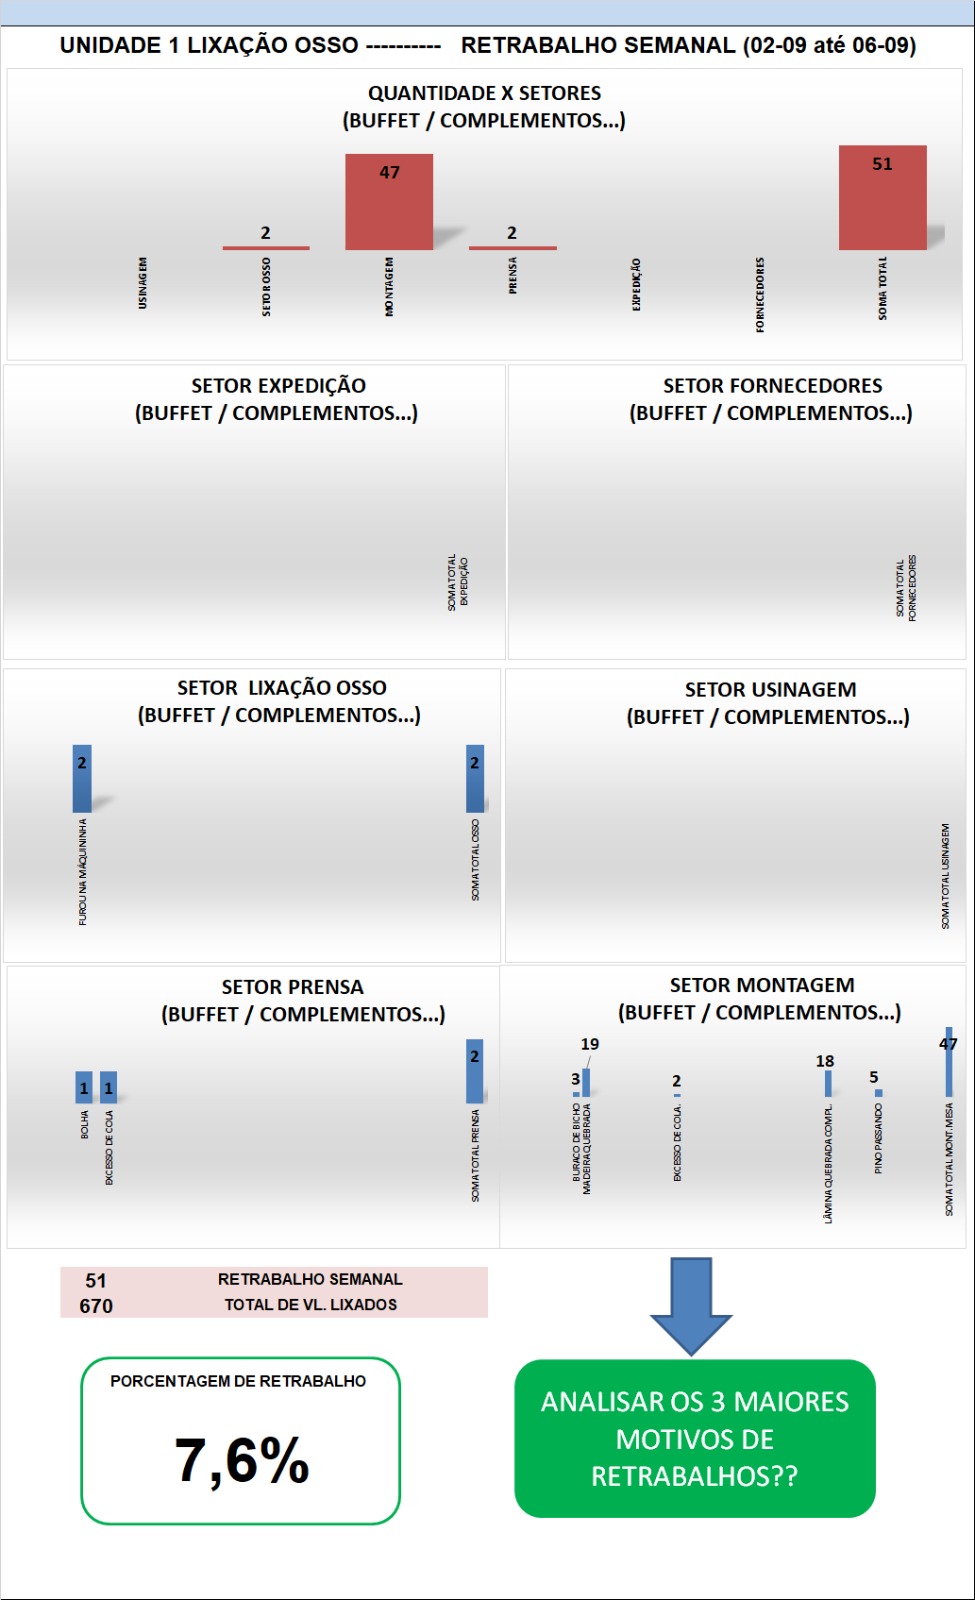 UNIDADE 1 LIXAÇÃO OSSO ---------- RETRABALHO SEMANAL (02-09 até 06-09)
QUANTIDADE X SETORES
(BUFFET / COMPLEMENTOS...)
2
47
2
51
USINAGEM
SETOR OSSO
MONTAGEM
PRENSA
EXPEDIÇÃO
FORNECEDORES
SOMA TOTAL
SETOR EXPEDIÇÃO
(BUFFET / COMPLEMENTOS...)
SOMA TOTAL
EXPEDIÇÃO
SETOR FORNECEDORES
(BUFFET / COMPLEMENTOS...)
SOMA TOTAL
FORNECEDORES
SETOR LIXAÇÃO OSSO
(BUFFET / COMPLEMENTOS...)
2
2
FUROU NA MÁQUININHA
SOMA TOTAL OSSO
SETOR USINAGEM
(BUFFET / COMPLEMENTOS...)
SOMA TOTAL USINAGEM
SETOR PRENSA
(BUFFET / COMPLEMENTOS...)
1
1
2
BOLHA
EXCESSO DE COLA
SOMA TOTAL PRENSA
SETOR MONTAGEM
(BUFFET / COMPLEMENTOS...)
3
19
2
18
5
47
BURACO DE BICHO
MADEIRA QUEBRADA
EXCESSO DE COLA.
LÂMINA QUEBRADA COMPL.
PINO PASSANDO
SOMA TOTAL MONT. MESA
51 RETRABALHO SEMANAL
670 TOTAL DE VL. LIXADOS
PORCENTAGEM DE RETRABALHO
7,6%
ANALISAR OS 3 MAIORES
MOTIVOS DE
RETRABALHOS??